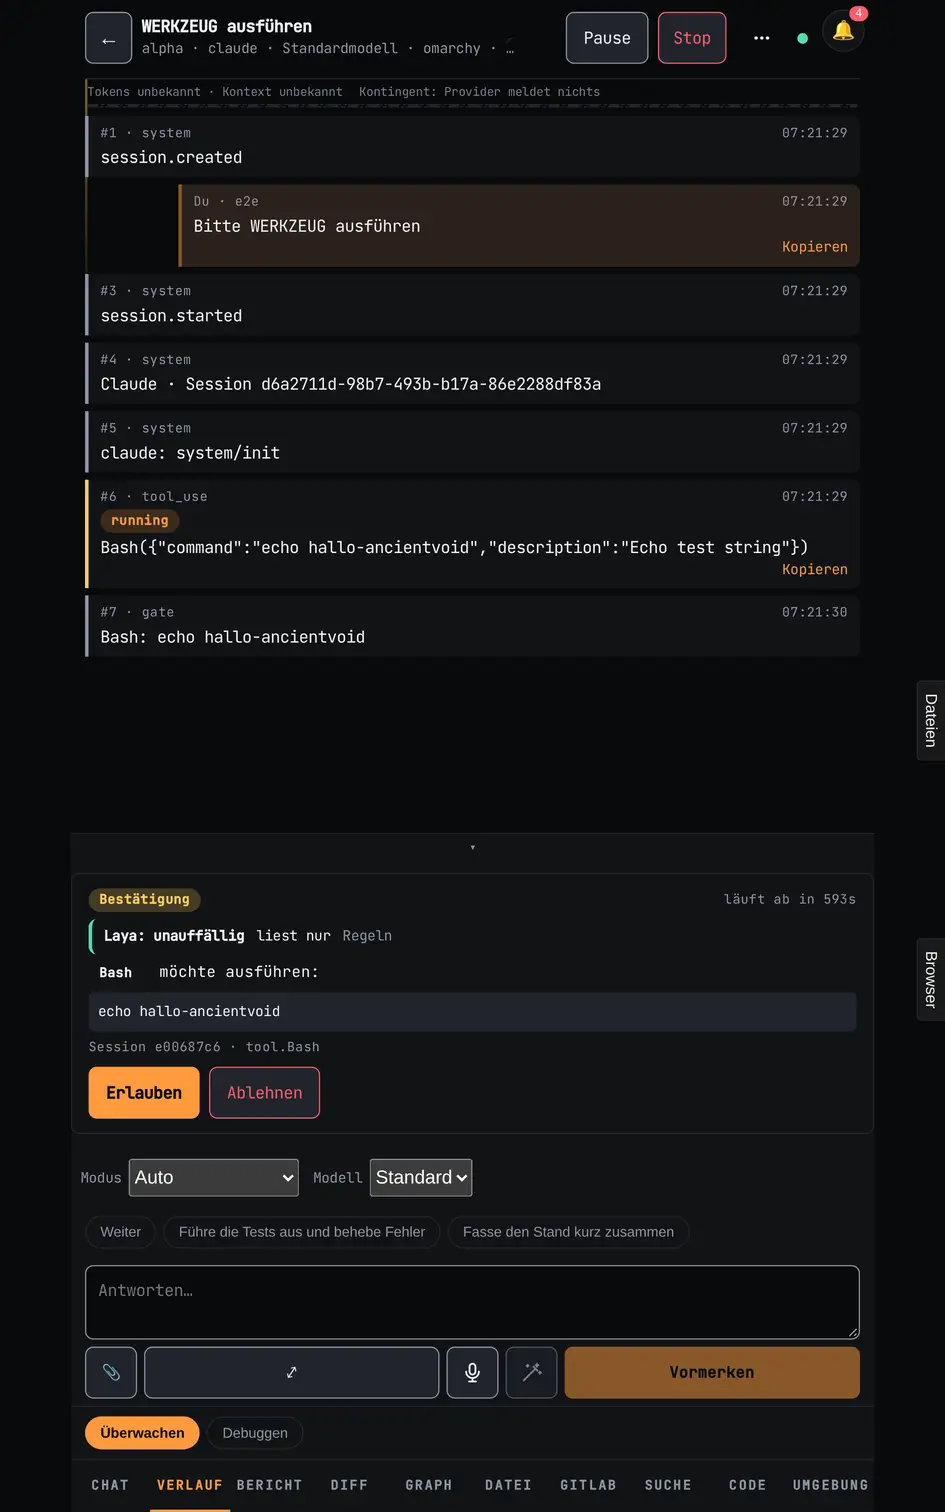 ←
WERKZEUG ausführen
alpha · claude · Standardmodell · omarchy · …
Pause
Stop
…
4
Tokens unbekannt · Kontext unbekannt Kontingent: Provider meldet nichts
#1 · system 07:21:29
session.created
Du · e2e 07:21:29
Bitte WERKZEUG ausführen
Kopieren
#3 · system 07:21:29
session.started
#4 · system 07:21:29
Claude · Session d6a2711d-98b7-493b-b17a-86e2288df83a
#5 · system 07:21:29
claude: system/init
#6 · tool_use 07:21:29
running
Bash({"command":"echo hallo-ancientvoid","description":"Echo test string"})
Kopieren
#7 · gate 07:21:30
Bash: echo hallo-ancientvoid
Dateien
▾
Bestätigung läuft ab in 593s
Laya: unauffällig liest nur Regeln
Browser
Bash möchte ausführen:
echo hallo-ancientvoid
Session e00687c6 · tool.Bash
Erlauben Ablehnen
Modus Auto Modell Standard
Weiter Führe die Tests aus und behebe Fehler Fasse den Stand kurz zusammen
Antworten…
Vormerken
Überwachen Debuggen
CHAT VERLAUF BERICHT DIFF GRAPH DATEI GITLAB SUCHE CODE UMGEBUNG